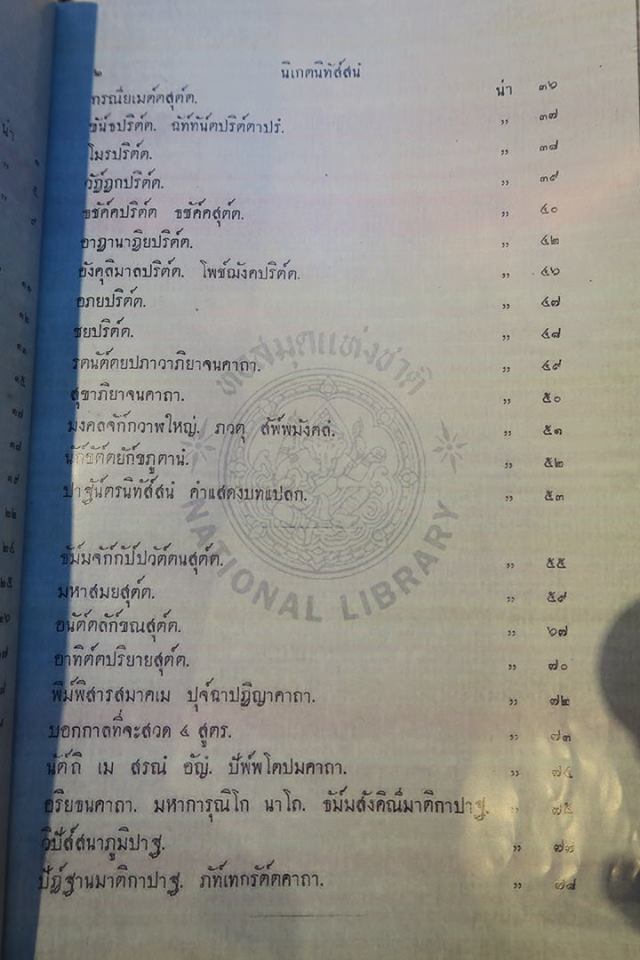 ๒ นิเกตนิทัส์สนํ
กรณียเมต์ตสุต์ต. น่า ๓๖
ขัน์ธปริต์ต. ฉัท์ทัน์ตปริต์ตาปรํ. ,, ๓๗
โมรปริต์ต. ,, ๓๘
วัฏ์ฏกปริต์ต. ,, ๓๙
ธชัค์คปริต์ต ธชัค์คสุต์ต. ,, ๔๐
อาฏานาฏิยปริต์ต. ,, ๔๒
อังคุลิมาลปริต์ต. โพช์ฌังคปริต์ต. ,, ๔๖
อภยปริต์ต. ,, ๔๗
ชยปริต์ต. ,, ๔๘
รตนัต์ตยปภาวาภิยาจนคาถา. ,, ๔๙
สุขาภิยาจนคาถา. ,, ๕๐
มงคลจัก์กวาฬใหญ่. ภวตุ สัพ์พมังคลํ. ,, ๕๑
นัก์ขัต์ตยัก์ขภูตานํ. ,, ๕๒
ปาฐัน์ตรนิทัส์สนํ คำแสดงบทแปลก. ,, ๕๓
ธัม์มจัก์กัป์ปวัต์ตนสุต์ต. ,, ๕๕
มหาสมยสุต์ต. ,, ๕๙
อนัต์ตลัก์ขณสุต์ต. ,, ๖๗
อาทิต์ตปริยายสุต์ต. ,, ๗๐
พิม์พิสารสมาคเม ปุจ์ฉาปฏิญาคาถา. ,, ๗๒
บอกกาลที่จะสวด ๔ สูตร. ,, ๗๓
นัต์ถิ เม สรณํ อัญ์ํ. ปัพ์พโตปมคาถา. ,, ๗๔
อริยธนคาถา. มหาการุณิโก นาโถ. ธัม์มสังคิณีมาติกาปาฐ. ,, ๗๕
วิปัส์สนาภูมิปาฐ. ,, ๗๗
ปัฏ์ฐานมาติกาปาฐ. ภัท์เทกรัต์ตคาถา. ,, ๗๘
หอสมุดแห่งชาติ
NATIONAL LIBRARY